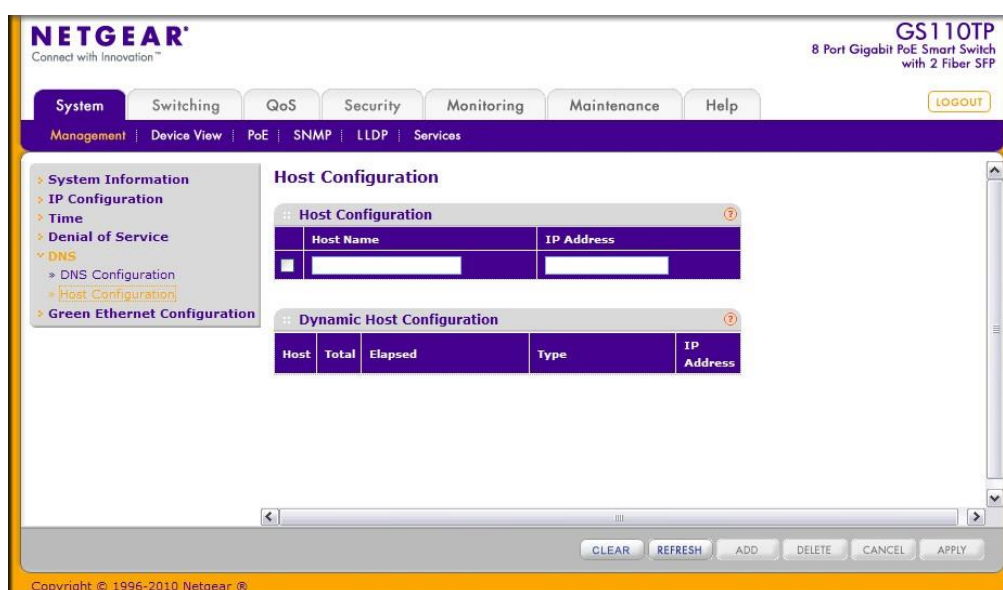 NETGEAR®
Connect with Innovation™
GS110TP
8 Port Gigabit PoE Smart Switch
with 2 Fiber SFP
System Switching QoS Security Monitoring Maintenance Help LOGOUT
Management | Device View | PoE | SNMP | LLDP | Services
System Information
IP Configuration
Time
Denial of Service
DNS
» DNS Configuration
» Host Configuration
Green Ethernet Configuration
Host Configuration
Host Configuration
Host Name IP Address
Dynamic Host Configuration
Host Total Elapsed Type IP Address
CLEAR REFRESH ADD DELETE CANCEL APPLY
Copyright © 1996-2010 Netgear ®